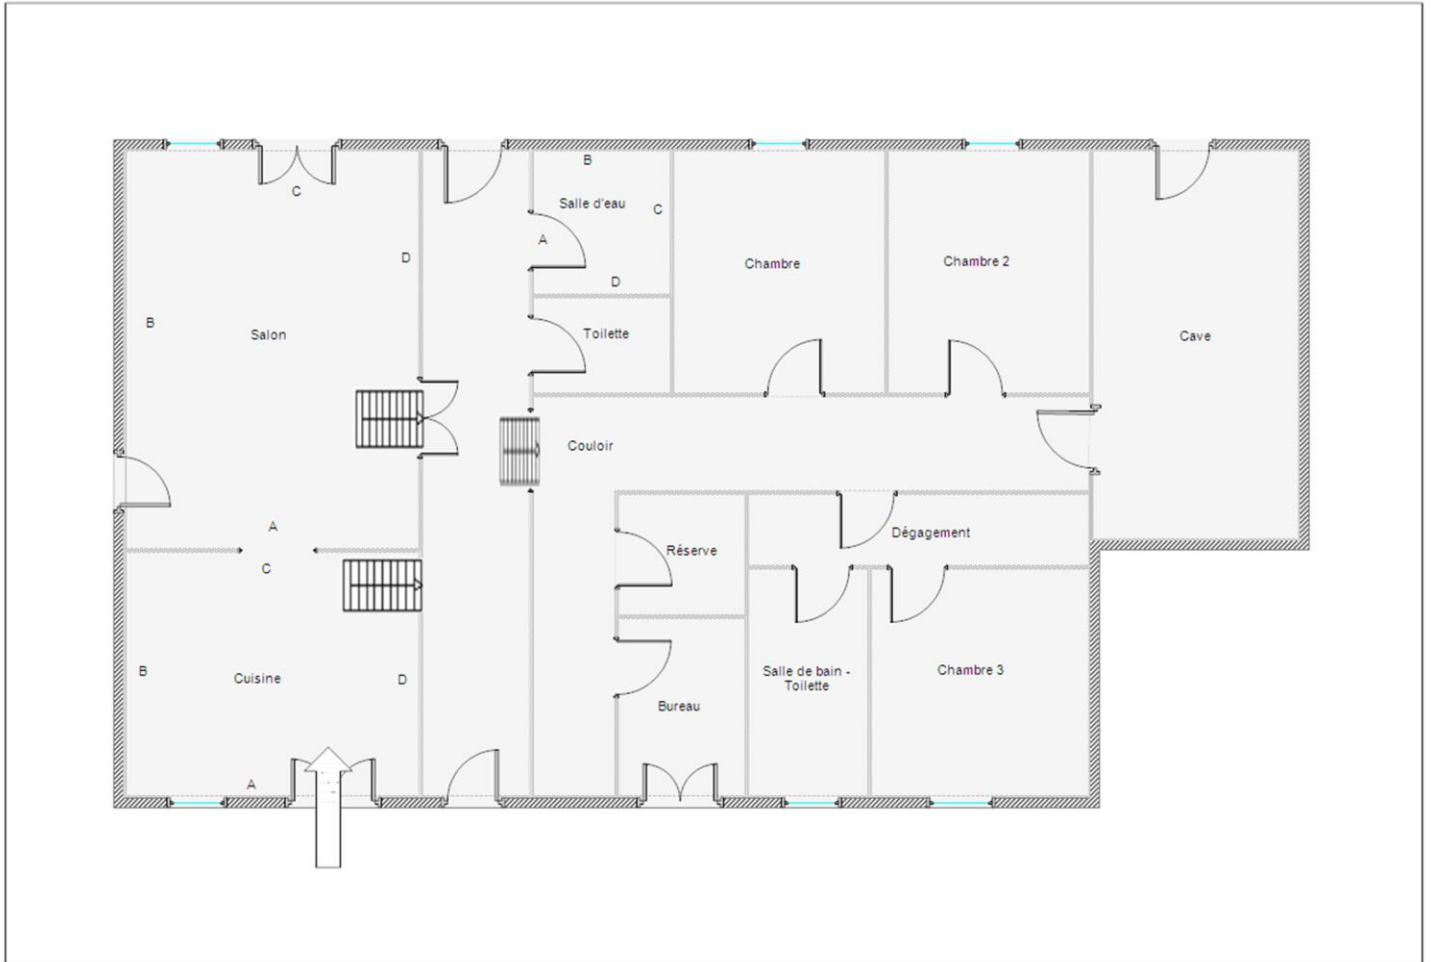 B
Salle d'eau
C
C
A
D
D
Chambre
Chambre 2
B
Salon
Toilette
Cave
Couloir
A
Réserve
Dégagement
C
B
Cuisine
D
Bureau
Salle de bain -
Toilette
Chambre 3
A